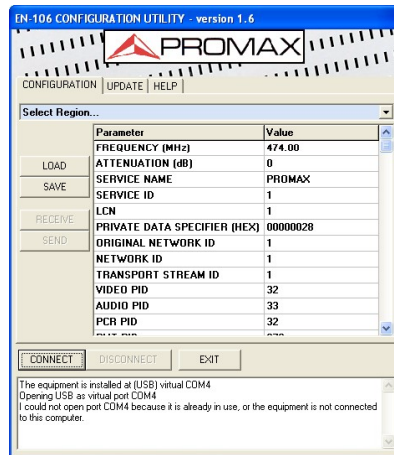 EN-106 CONFIGURATION UTILITY - version 1.6
PROMAX
CONFIGURATION UPDATE HELP
Select Region...
Parameter Value
FREQUENCY (MHz) 474.00
ATTENUATION (dB) 0
SERVICE NAME PROMAX
SERVICE ID 1
LCN 1
PRIVATE DATA SPECIFIER (HEX) 00000028
ORIGINAL NETWORK ID 1
NETWORK ID 1
TRANSPORT STREAM ID 1
VIDEO PID 32
AUDIO PID 33
PCR PID 32
LOAD
SAVE
RECEIVE
SEND
CONNECT DISCONNECT EXIT
The equipment is installed at (USB) virtual COM4
Opening USB as virtual port COM4
I could not open port COM4 because it is already in use, or the equipment is not connected
to this computer.